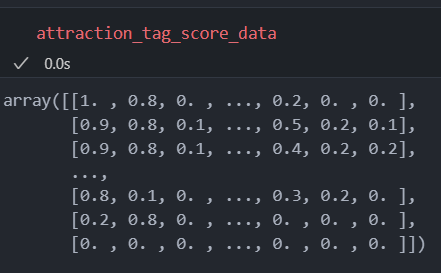 attraction_tag_score_data
✓ 0.0s
array([[1. , 0.8, 0. , ..., 0.2, 0. , 0. ],
       [0.9, 0.8, 0.1, ..., 0.5, 0.2, 0.1],
       [0.9, 0.8, 0.1, ..., 0.4, 0.2, 0.2],
       ...,
       [0.8, 0.1, 0. , ..., 0.3, 0.2, 0. ],
       [0.2, 0.8, 0. , ..., 0. , 0. , 0. ],
       [0. , 0. , 0. , ..., 0. , 0. , 0. ]])